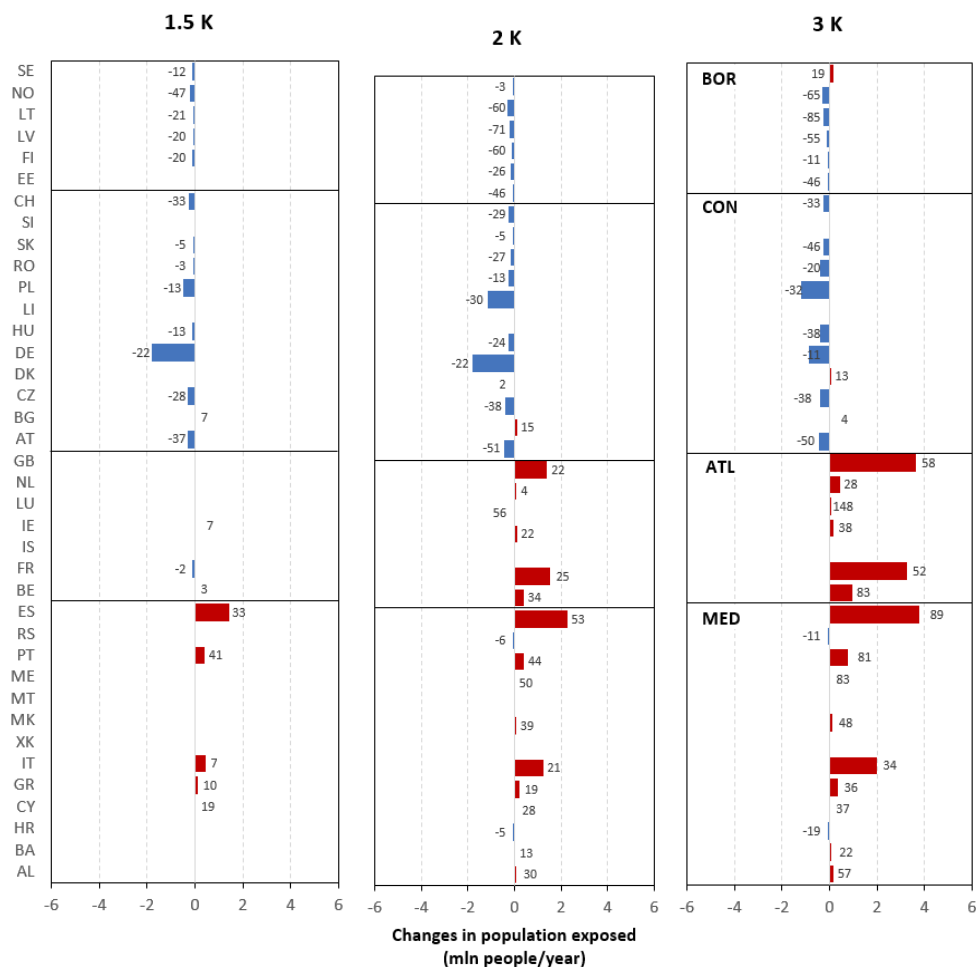 1.5 K
2 K
3 K
SE -12 -3 19 BOR
NO -47 -60 -65
LT -21 -71 -85
LV -20 -60 -55
FI -20 -26 -11
EE -46 -46
CH -33 -29 -33 CON
SI -5
SK -5 -27 -46
RO -3 -13 -20
PL -13 -30 -32
LI
HU -13 -24 -38
DE -22 -22 -11
DK 2 13
CZ -28 -38 -38
BG 7 15 4
AT -37 -51 -50
GB 22 58 ATL
NL 4 28
LU 56 148
IE 7 22 38
IS
FR -2 25 52
BE 3 34 83
ES 33 53 89 MED
RS -6 -11
PT 41 44 81
ME 50 83
MT
MK 39 48
XK
IT 7 21 34
GR 10 19 36
CY 19 28 37
HR -5 -19
BA 13 22
AL 30 57
-6 -4 -2 0 2 4 6
-6 -4 -2 0 2 4 6
-6 -4 -2 0 2 4 6
Changes in population exposed
(mln people/year)